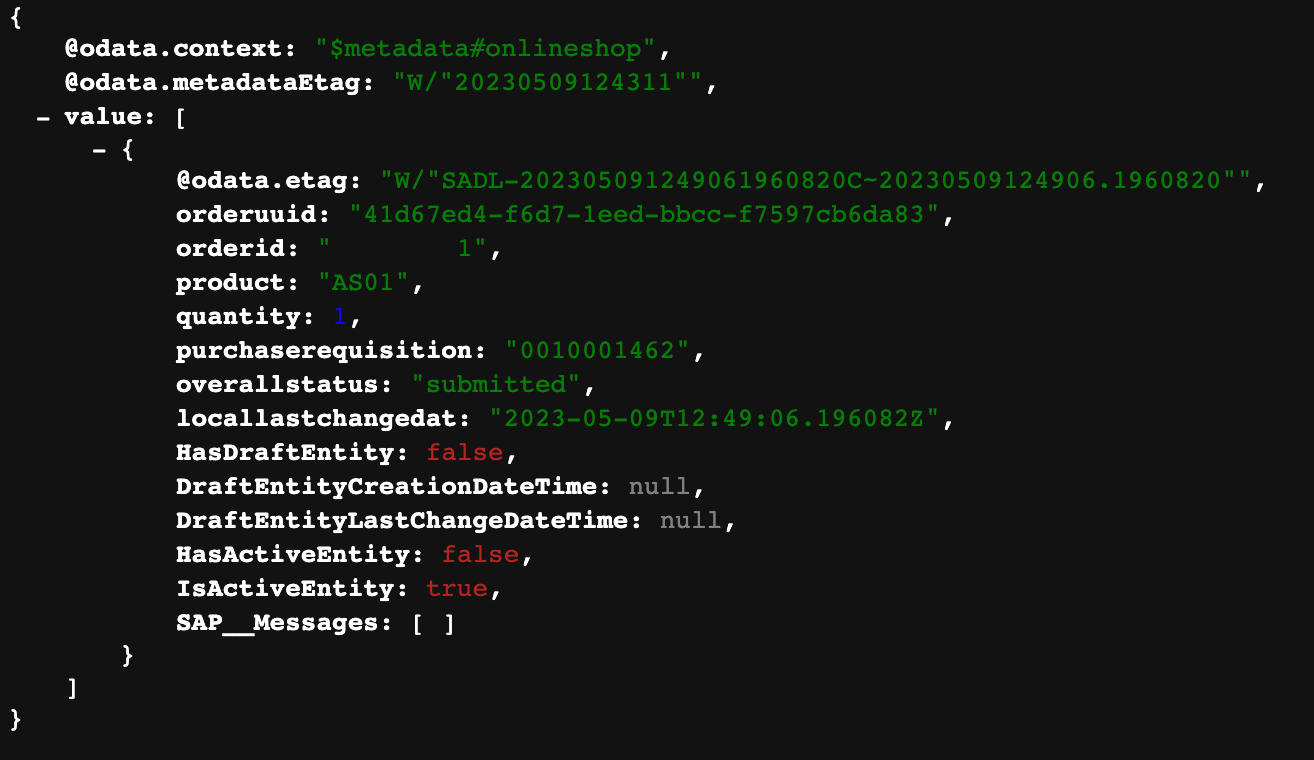 {
    @odata.context: "$metadata#onlineshop",
    @odata.metadataEtag: "W/"20230509124311"",
  - value: [
      - {
            @odata.etag: "W/"SADL-202305091249061960820C~20230509124906.1960820"",
            orderuuid: "41d67ed4-f6d7-1eed-bbcc-f7597cb6da83",
            orderid: "        1",
            product: "AS01",
            quantity: 1,
            purchaserequisition: "0010001462",
            overallstatus: "submitted",
            locallastchangedat: "2023-05-09T12:49:06.196082Z",
            HasDraftEntity: false,
            DraftEntityCreationDateTime: null,
            DraftEntityLastChangeDateTime: null,
            HasActiveEntity: false,
            IsActiveEntity: true,
            SAP__Messages: [ ]
        }
    ]
}